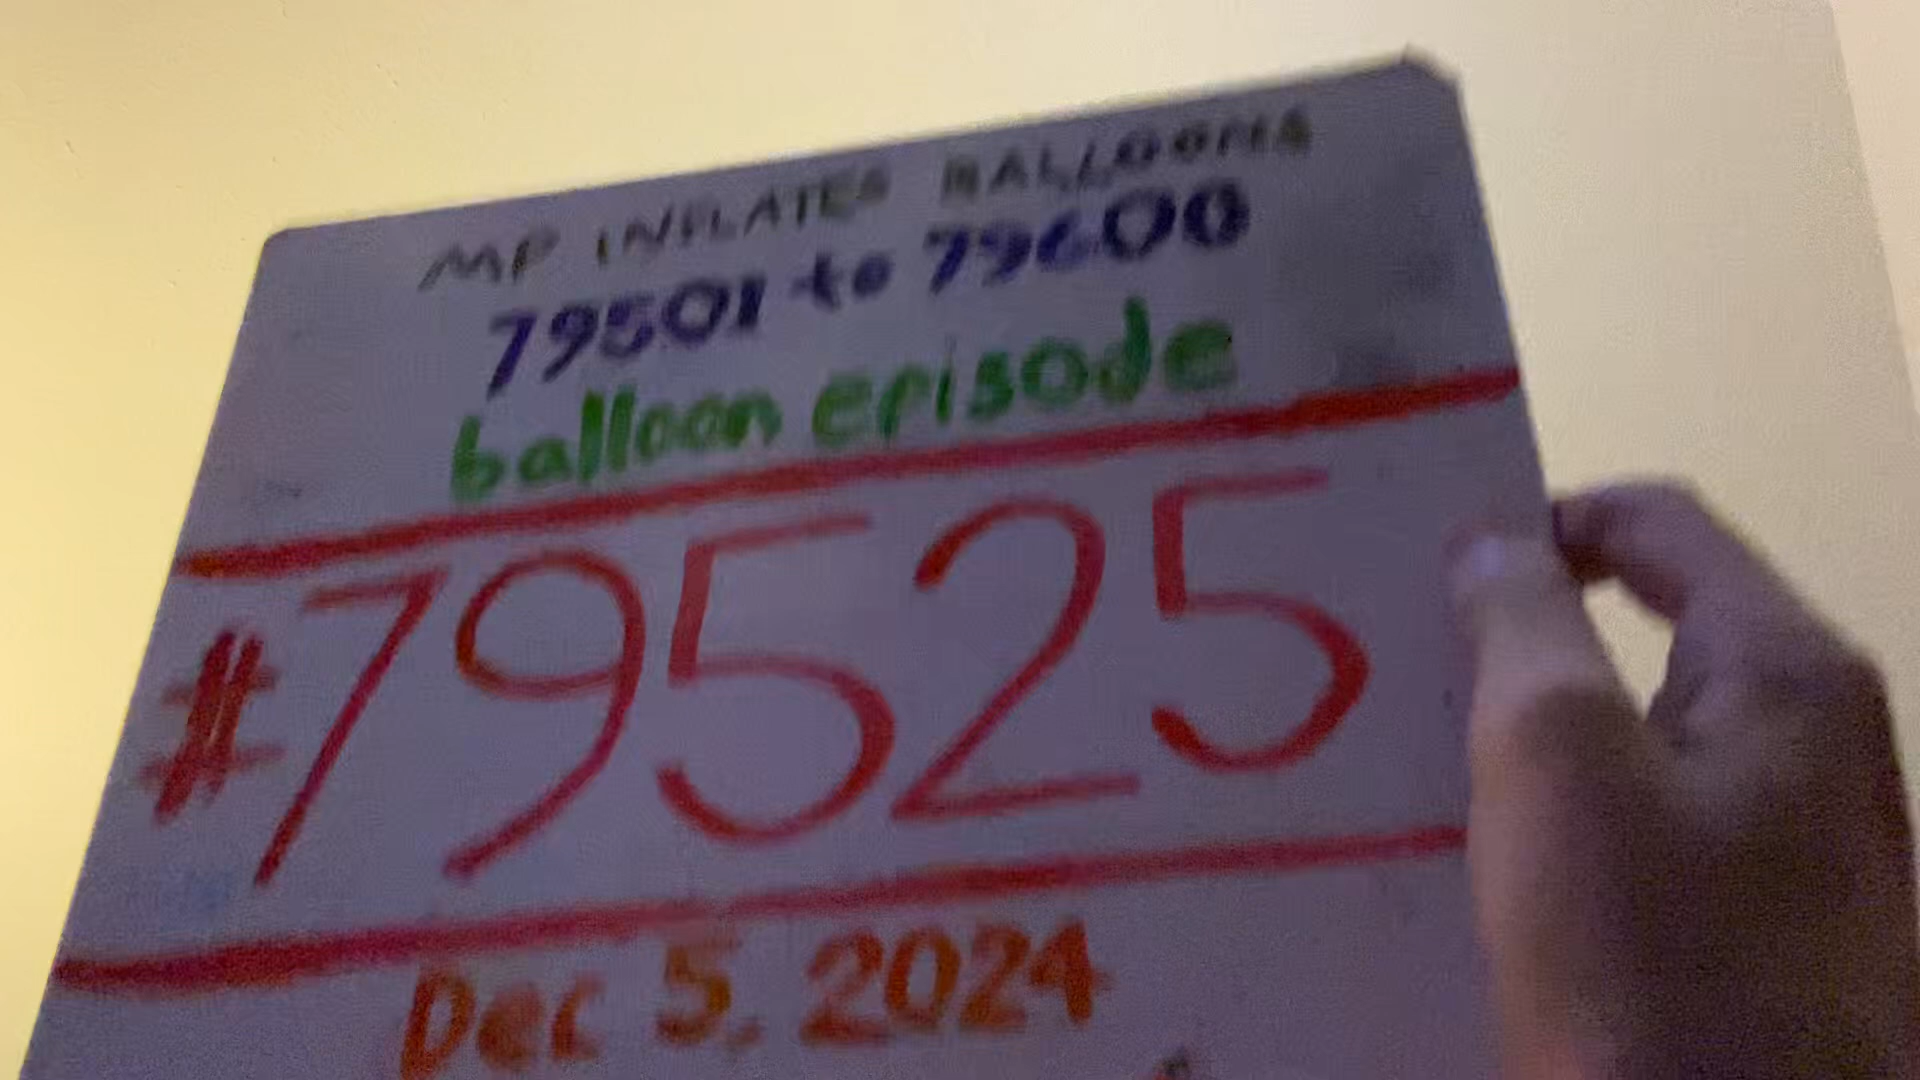 MP INFLATES BALLOONS
79501 to 79600
balloon episode
#79525
Dec 5, 2024